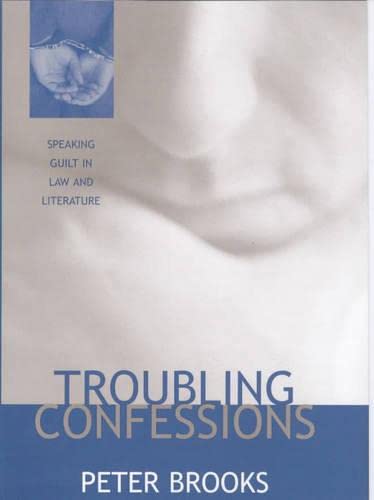 SPEAKING
GUILT IN
LAW AND
LITERATURE
TROUBLING
CONFESSIONS
PETER BROOKS